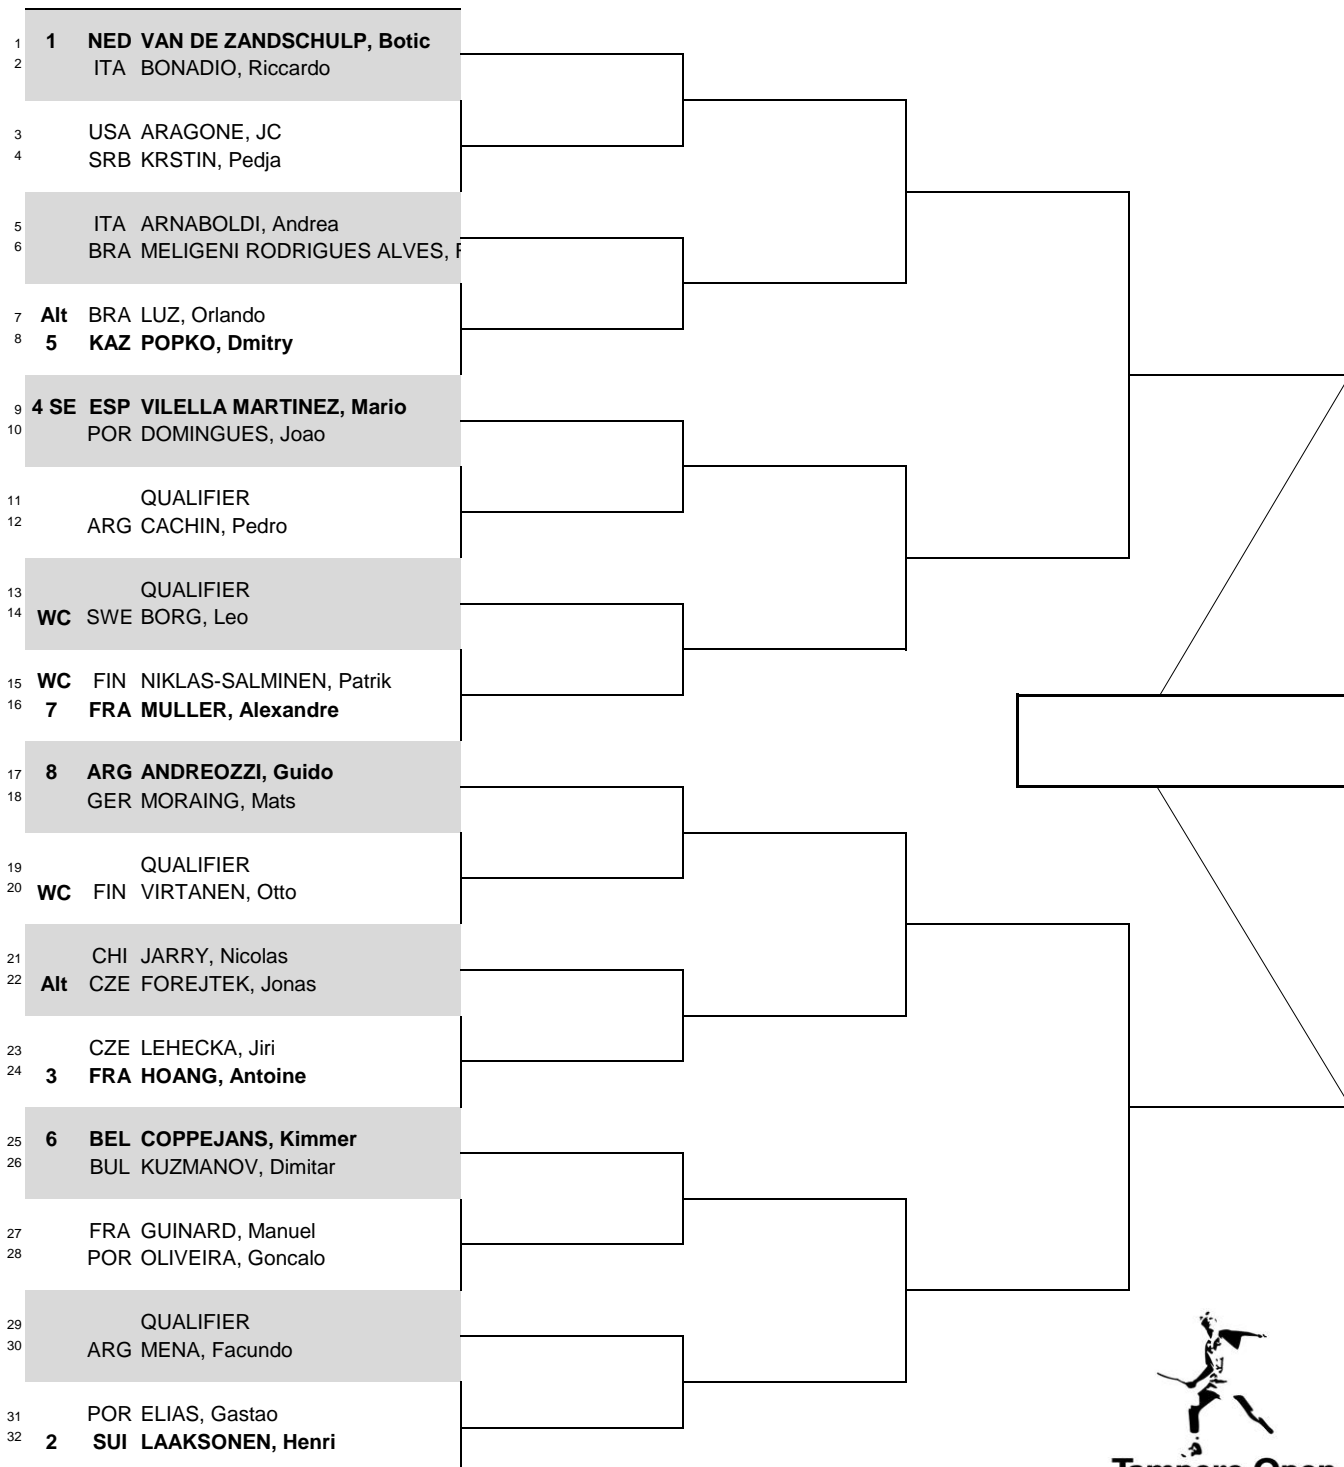 1 1 NED VAN DE ZANDSCHULP, Botic
2 ITA BONADIO, Riccardo
3 USA ARAGONE, JC
4 SRB KRSTIN, Pedja
5 ITA ARNABOLDI, Andrea
6 BRA MELIGENI RODRIGUES ALVES,
7 Alt BRA LUZ, Orlando
8 5 KAZ POPKO, Dmitry
9 4 SE ESP VILELLA MARTINEZ, Mario
10 POR DOMINGUES, Joao
11 QUALIFIER
12 ARG CACHIN, Pedro
13 QUALIFIER
14 WC SWE BORG, Leo
15 WC FIN NIKLAS-SALMINEN, Patrik
16 7 FRA MULLER, Alexandre
17 8 ARG ANDREOZZI, Guido
18 GER MORAING, Mats
19 QUALIFIER
20 WC FIN VIRTANEN, Otto
21 CHI JARRY, Nicolas
22 Alt CZE FOREJTEK, Jonas
23 CZE LEHECKA, Jiri
24 3 FRA HOANG, Antoine
25 6 BEL COPPEJANS, Kimmer
26 BUL KUZMANOV, Dimitar
27 FRA GUINARD, Manuel
28 POR OLIVEIRA, Goncalo
29 QUALIFIER
30 ARG MENA, Facundo
31 POR ELIAS, Gastao
32 2 SUI LAAKSONEN, Henri
Tampere Open